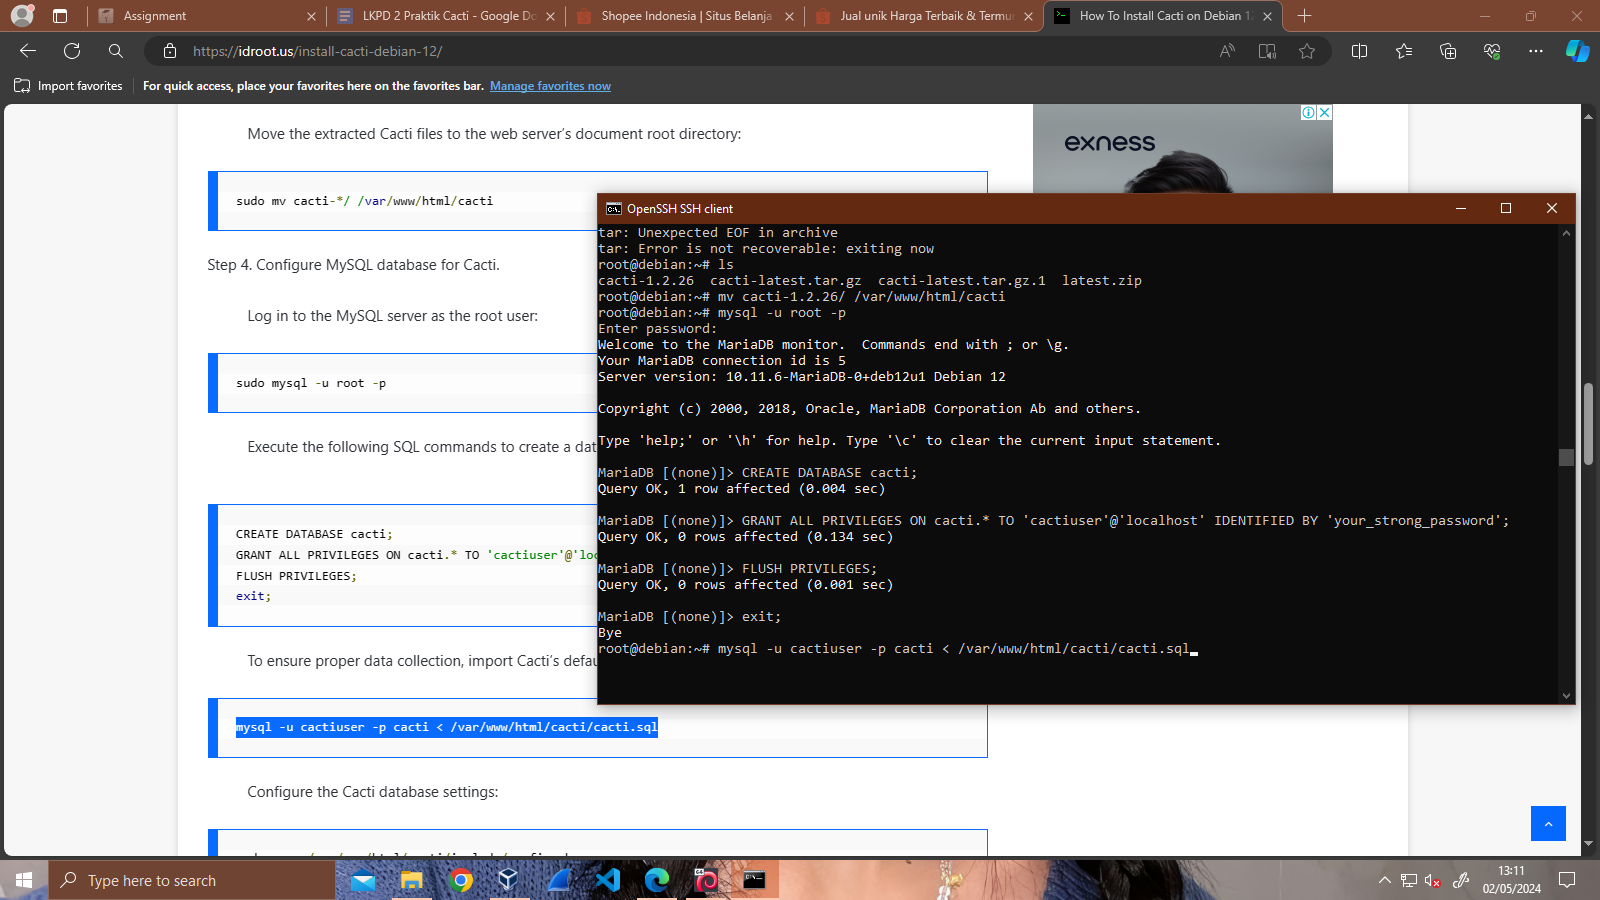 Assignment
LKPD 2 Praktik Cacti - Google Do
Shopee Indonesia | Situs Belanja
Jual unik Harga Terbaik & Termur
How To Install Cacti on Debian 12
https://idroot.us/install-cacti-debian-12/
Import favorites
For quick access, place your favorites here on the favorites bar. Manage favorites now
Move the extracted Cacti files to the web server’s document root directory:
sudo mv cacti-*/ /var/www/html/cacti
Step 4. Configure MySQL database for Cacti.
Log in to the MySQL server as the root user:
sudo mysql -u root -p
Execute the following SQL commands to create a dat
CREATE DATABASE cacti;
GRANT ALL PRIVILEGES ON cacti.* TO 'cactiuser'@'loc
FLUSH PRIVILEGES;
exit;
To ensure proper data collection, import Cacti’s defau
mysql -u cactiuser -p cacti < /var/www/html/cacti/cacti.sql
Configure the Cacti database settings:
exness
OpenSSH SSH client
tar: Unexpected EOF in archive
tar: Error is not recoverable: exiting now
root@debian:~# ls
cacti-1.2.26  cacti-latest.tar.gz  cacti-latest.tar.gz.1  latest.zip
root@debian:~# mv cacti-1.2.26/ /var/www/html/cacti
root@debian:~# mysql -u root -p
Enter password:
Welcome to the MariaDB monitor.  Commands end with ; or \g.
Your MariaDB connection id is 5
Server version: 10.11.6-MariaDB-0+deb12u1 Debian 12
Copyright (c) 2000, 2018, Oracle, MariaDB Corporation Ab and others.
Type 'help;' or '\h' for help. Type '\c' to clear the current input statement.
MariaDB [(none)]> CREATE DATABASE cacti;
Query OK, 1 row affected (0.004 sec)
MariaDB [(none)]> GRANT ALL PRIVILEGES ON cacti.* TO 'cactiuser'@'localhost' IDENTIFIED BY 'your_strong_password';
Query OK, 0 rows affected (0.134 sec)
MariaDB [(none)]> FLUSH PRIVILEGES;
Query OK, 0 rows affected (0.001 sec)
MariaDB [(none)]> exit;
Bye
root@debian:~# mysql -u cactiuser -p cacti < /var/www/html/cacti/cacti.sql
Type here to search
13:11
02/05/2024